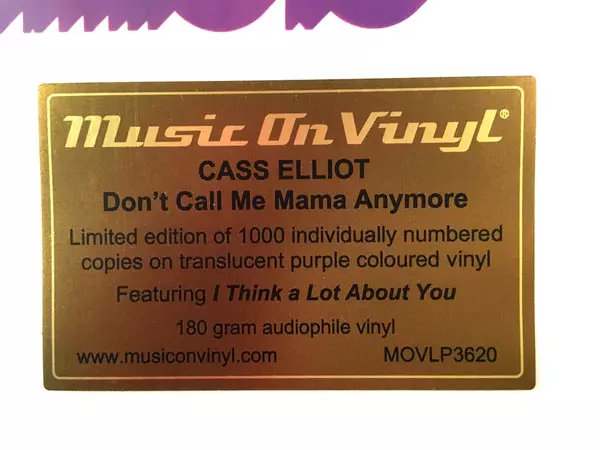 Music On Vinyl®
CASS ELLIOT
Don't Call Me Mama Anymore
Limited edition of 1000 individually numbered
copies on translucent purple coloured vinyl
Featuring I Think a Lot About You
180 gram audiophile vinyl
www.musiconvinyl.com MOVLP3620